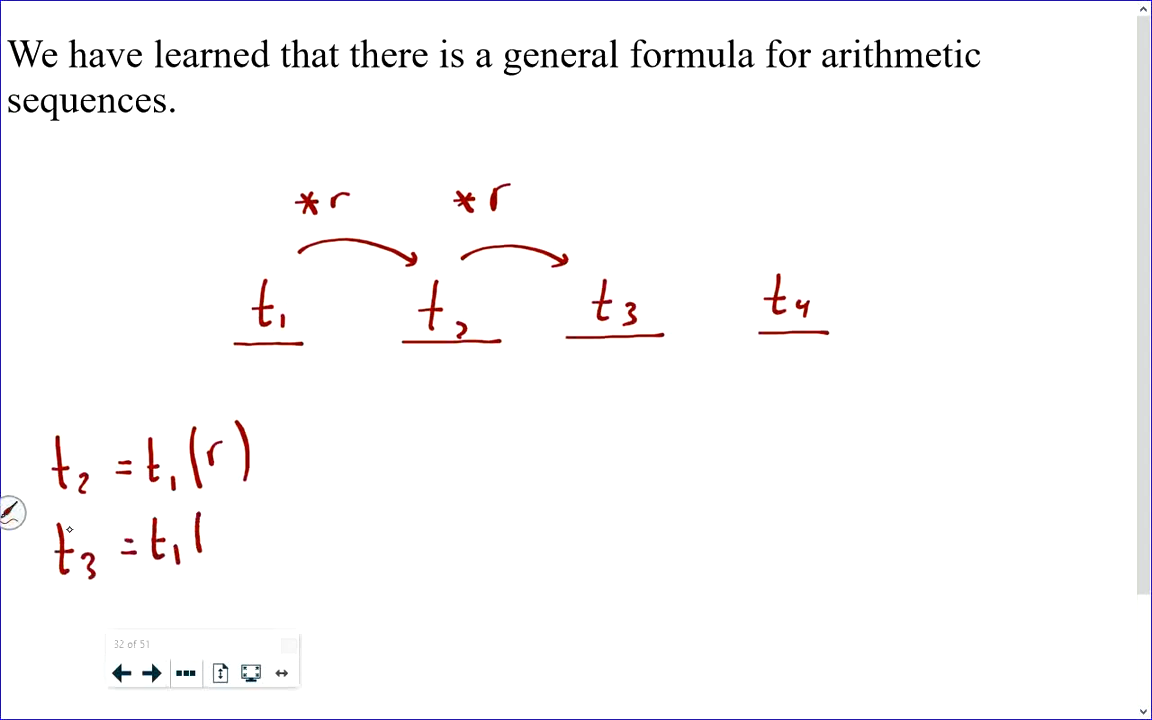 We have learned that there is a general formula for arithmetic
sequences.
*r *r
t₁ t₂ t₃ t₄
t₂ = t₁(r)
t₃ = t₁(
32 of 51